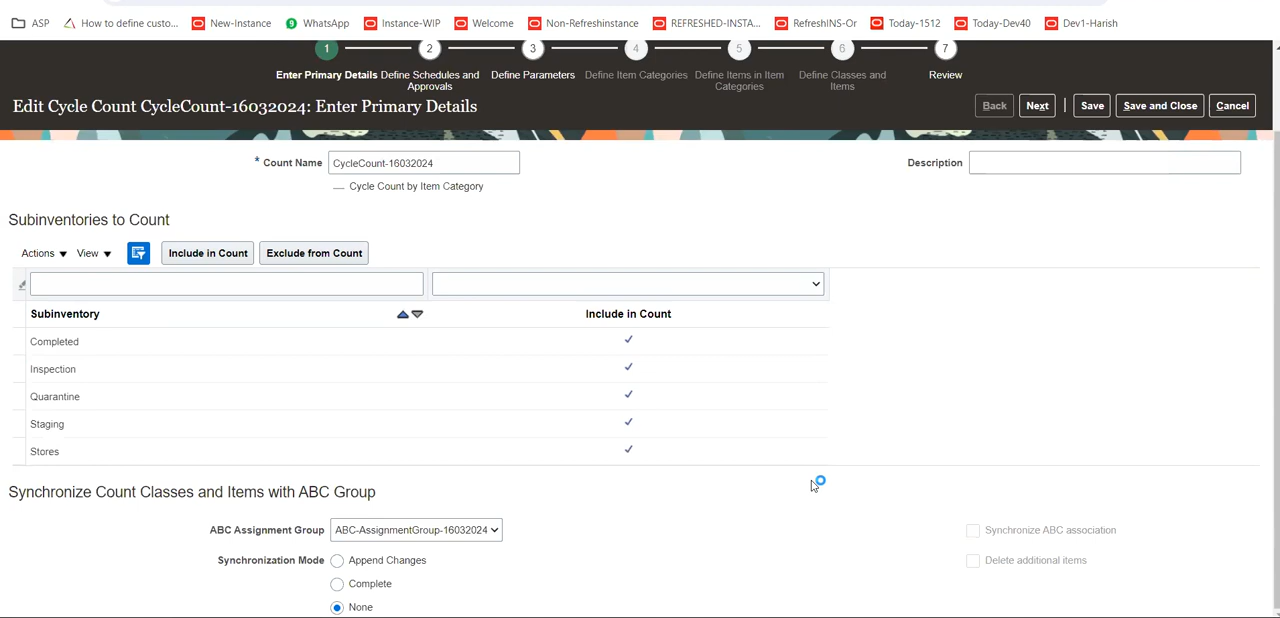 ASP How to define custo... New-Instance WhatsApp Instance-WIP Welcome Non-Refreshinstance REFRESHED-INSTA... RefreshINS-Or Today-1512 Today-Dev40 Dev1-Harish
1 2 3 4 5 6 7
Enter Primary Details Define Schedules and Approvals Define Parameters Define Item Categories Define Items in Item Categories Define Classes and Items Review
Edit Cycle Count CycleCount-16032024: Enter Primary Details Back Next Save Save and Close Cancel
* Count Name CycleCount-16032024 Description
Cycle Count by Item Category
Subinventories to Count
Actions View Include in Count Exclude from Count
Subinventory Include in Count
Completed
Inspection
Quarantine
Staging
Stores
Synchronize Count Classes and Items with ABC Group
ABC Assignment Group ABC-AssignmentGroup-16032024 Synchronize ABC association
Synchronization Mode Append Changes Delete additional items
Complete
None